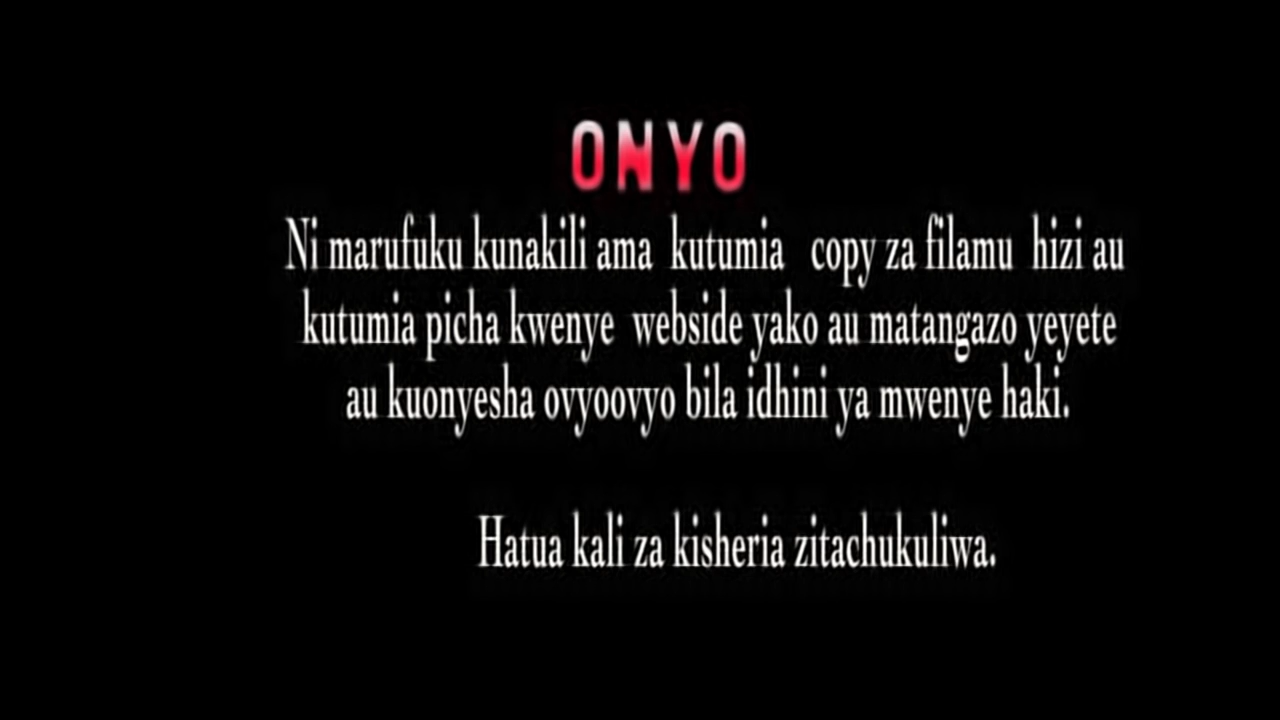 ONYO
Ni marufuku kunakili ama kutumia copy za filamu hizi au
kutumia picha kwenye webside yako au matangazo yeyete
au kuonyesha ovyoovyo bila idhini ya mwenye haki.
Hatua kali za kisheria zitachukuliwa.